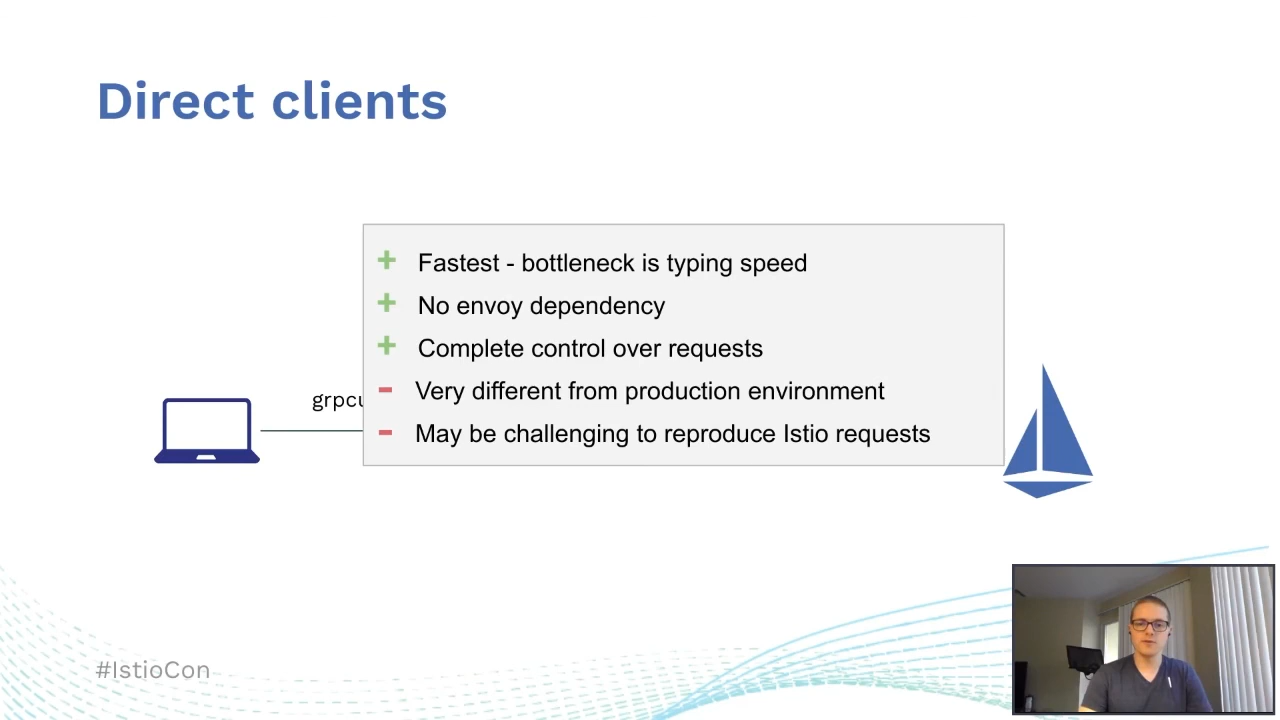 Direct clients
+ Fastest - bottleneck is typing speed
+ No envoy dependency
+ Complete control over requests
- Very different from production environment
- May be challenging to reproduce Istio requests
#IstioCon